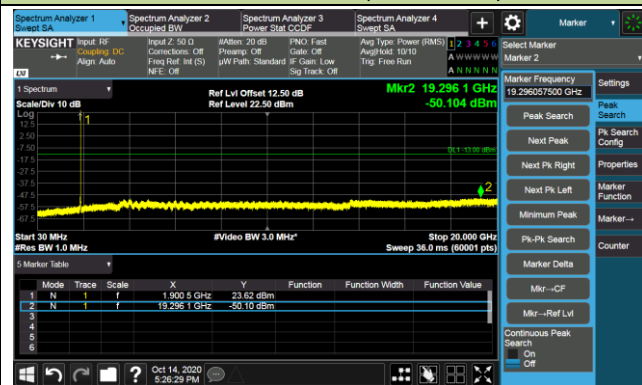 Spectrum Analyzer 1
Swept SA
Spectrum Analyzer 2
Occupied BW
Spectrum Analyzer 3
Power Stat CCDF
Spectrum Analyzer 4
Swept SA
Marker
KEYSIGHT
Input: RF
Coupling: DC
Align: Auto
Input Z: 50 Ω
Corrections: Off
Freq Ref: Int (S)
NFE: Off
#Atten: 20 dB
Preamp: Off
µW Path: Standard
PNO: Fast
Gate: Off
IF Gain: Low
Sig Track: Off
Avg Type: Power (RMS)
Avg|Hold: 10/10
Trig: Free Run
1 2 3 4 5 6
A W W W W W
A N N N N N
LXI
Select Marker
Marker 2
1 Spectrum
Scale/Div 10 dB
Log
Ref Lvl Offset 12.50 dB
Ref Level 22.50 dBm
Mkr2 19.296 1 GHz
-50.104 dBm
12.5
2.50
-7.50
-17.5
-27.5
-37.5
-47.5
-57.5
1
2
DL1 -13.00 dBm
Start 30 MHz
#Res BW 1.0 MHz
#Video BW 3.0 MHz*
Stop 20.000 GHz
Sweep 36.0 ms (60001 pts)
5 Marker Table
Mode Trace Scale X Y Function Function Width Function Value
1 N 1 f 1.900 5 GHz 23.62 dBm
2 N 1 f 19.296 1 GHz -50.10 dBm
3
4
5
6
Marker Frequency
19.296057500 GHz
Peak Search
Next Peak
Next Pk Right
Next Pk Left
Minimum Peak
Pk-Pk Search
Marker Delta
Mkr→CF
Mkr→Ref Lvl
Continuous Peak
Search
On
Off
Settings
Peak
Search
Pk Search
Config
Properties
Marker
Function
Marker→
Counter
?
Oct 14, 2020
5:26:29 PM